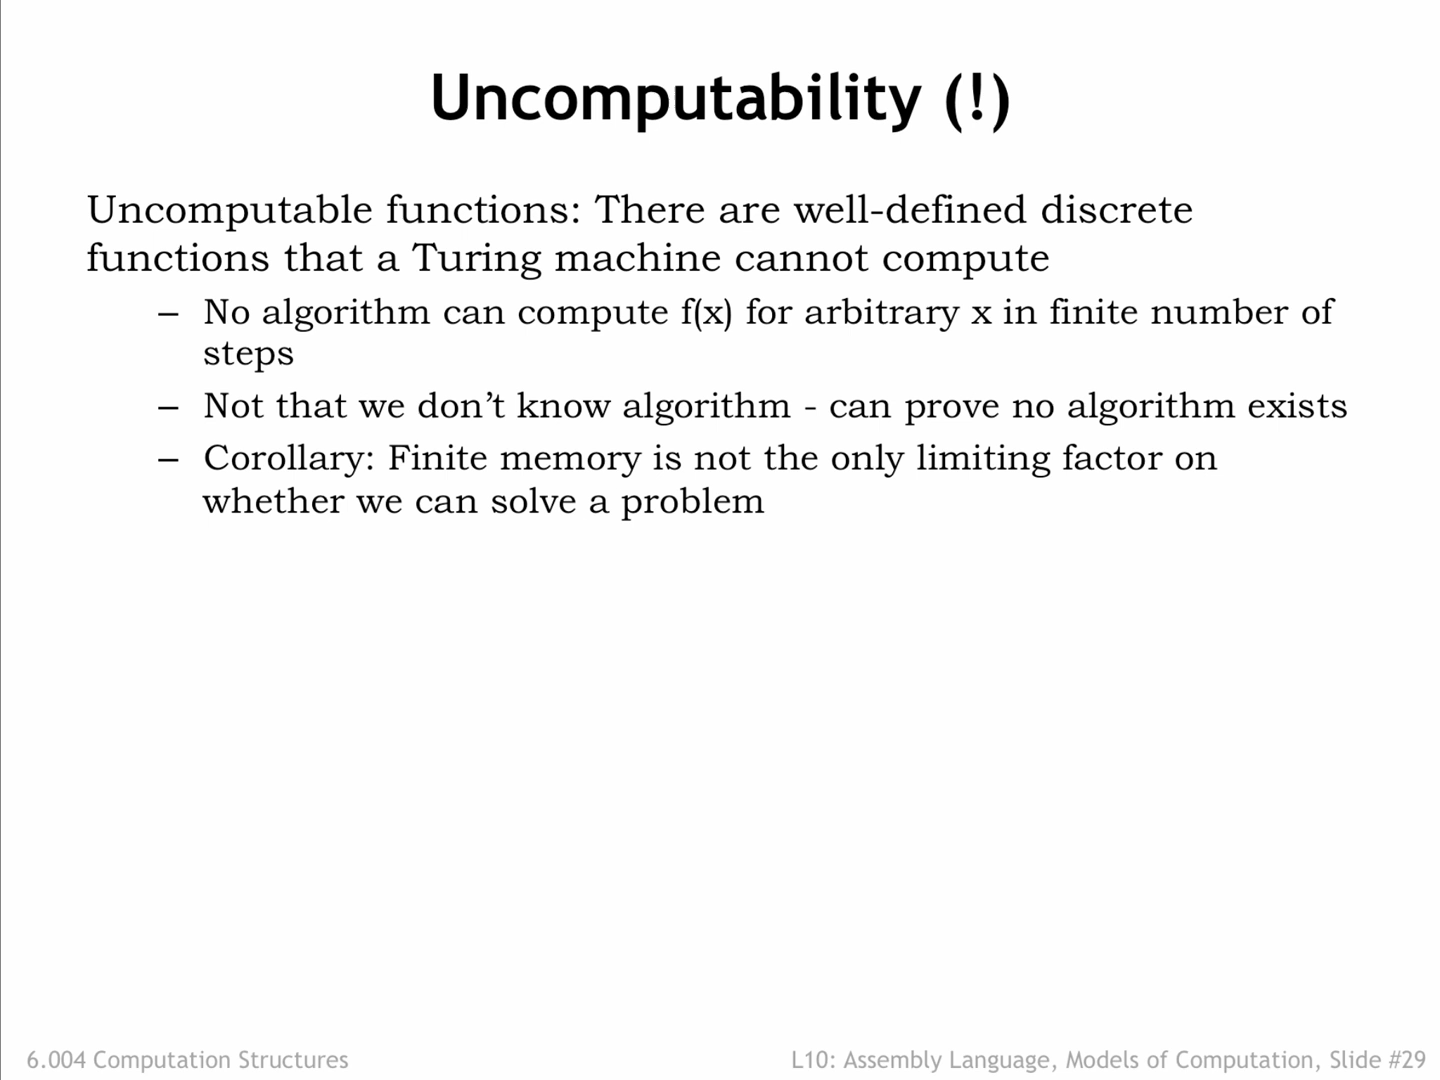 Uncomputability (!)
Uncomputable functions: There are well-defined discrete
functions that a Turing machine cannot compute
– No algorithm can compute f(x) for arbitrary x in finite number of
steps
– Not that we don’t know algorithm - can prove no algorithm exists
– Corollary: Finite memory is not the only limiting factor on
whether we can solve a problem
6.004 Computation Structures
L10: Assembly Language, Models of Computation, Slide #29